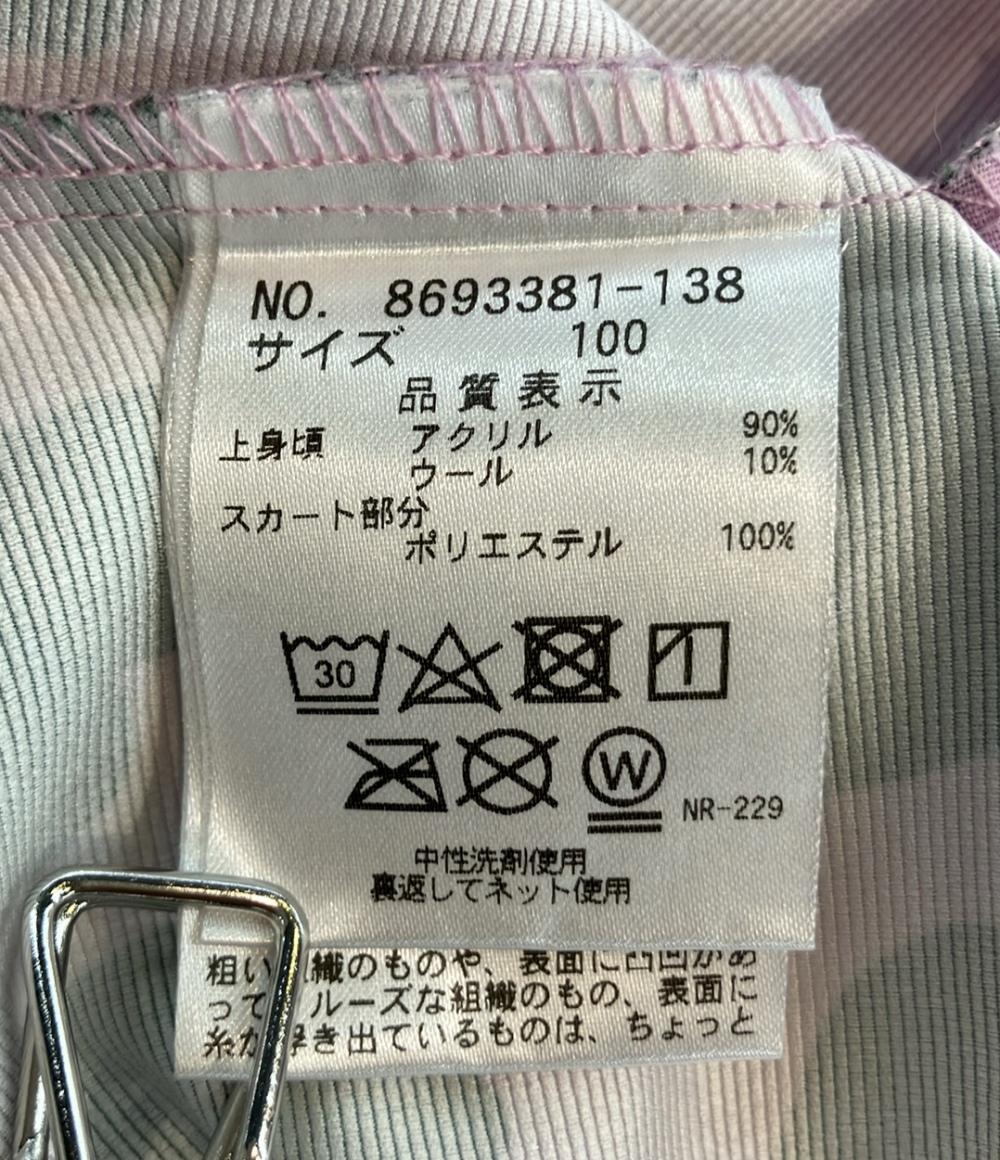 NO. 8693381-138
サイズ 100
品質表示
上身頃 アクリル 90%
ウール 10%
スカート部分
ポリエステル 100%
30
W NR-229
中性洗剤使用
裏返してネット使用
粗い 織のものや、表面に凸凹があ
って ルーズな組織のもの、表面に
糸が 浮き出ているものは、ちょっと